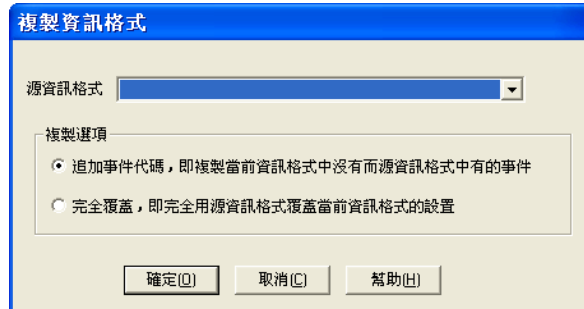 複製資訊格式
源資訊格式
複製選項
追加事件代碼，即複製當前資訊格式中沒有而源資訊格式中有的事件
完全覆蓋，即完全用源資訊格式覆蓋當前資訊格式的設置
確定(O) 取消(C) 幫助(H)